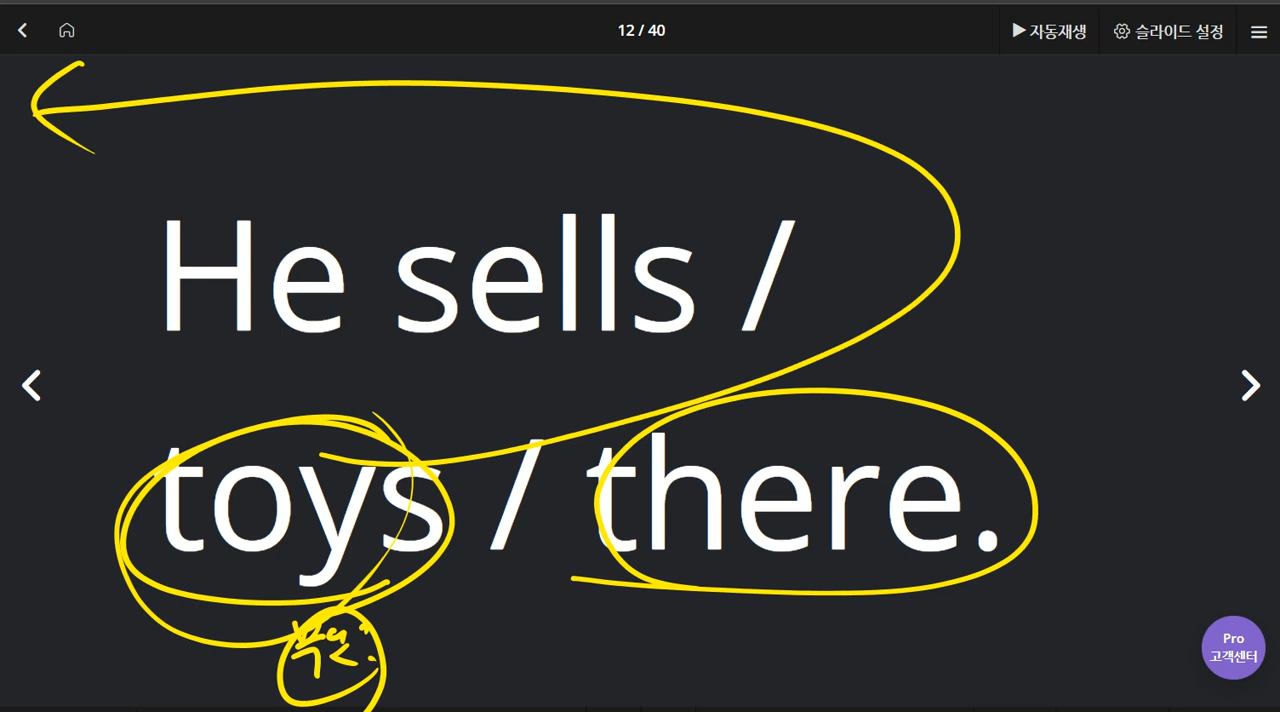 12 / 40
자동재생
슬라이드 설정
He sells /
toys / there.
Pro
고객센터